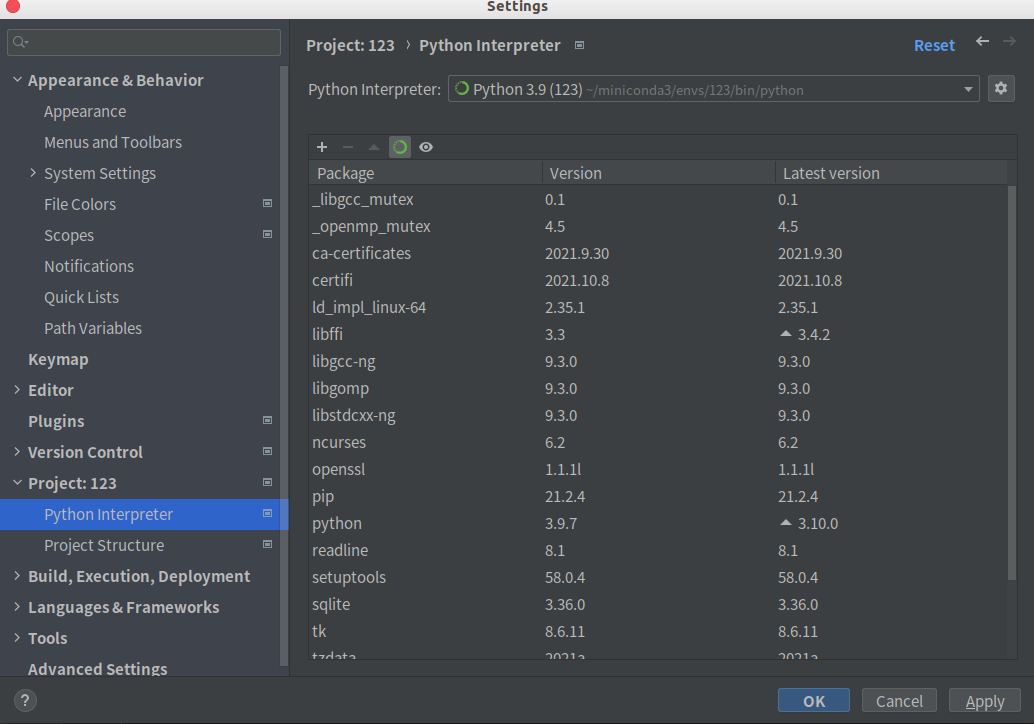 Settings
Appearance & Behavior
Appearance
Menus and Toolbars
System Settings
File Colors
Scopes
Notifications
Quick Lists
Path Variables
Keymap
Editor
Plugins
Version Control
Project: 123
Python Interpreter
Project Structure
Build, Execution, Deployment
Languages & Frameworks
Tools
Advanced Settings
?
Project: 123 › Python Interpreter Reset
Python Interpreter: Python 3.9 (123) ~/miniconda3/envs/123/bin/python
Package Version Latest version
_libgcc_mutex 0.1 0.1
_openmp_mutex 4.5 4.5
ca-certificates 2021.9.30 2021.9.30
certifi 2021.10.8 2021.10.8
ld_impl_linux-64 2.35.1 2.35.1
libffi 3.3 3.4.2
libgcc-ng 9.3.0 9.3.0
libgomp 9.3.0 9.3.0
libstdcxx-ng 9.3.0 9.3.0
ncurses 6.2 6.2
openssl 1.1.1l 1.1.1l
pip 21.2.4 21.2.4
python 3.9.7 3.10.0
readline 8.1 8.1
setuptools 58.0.4 58.0.4
sqlite 3.36.0 3.36.0
tk 8.6.11 8.6.11
tzdata 2021a 2021a
OK Cancel Apply